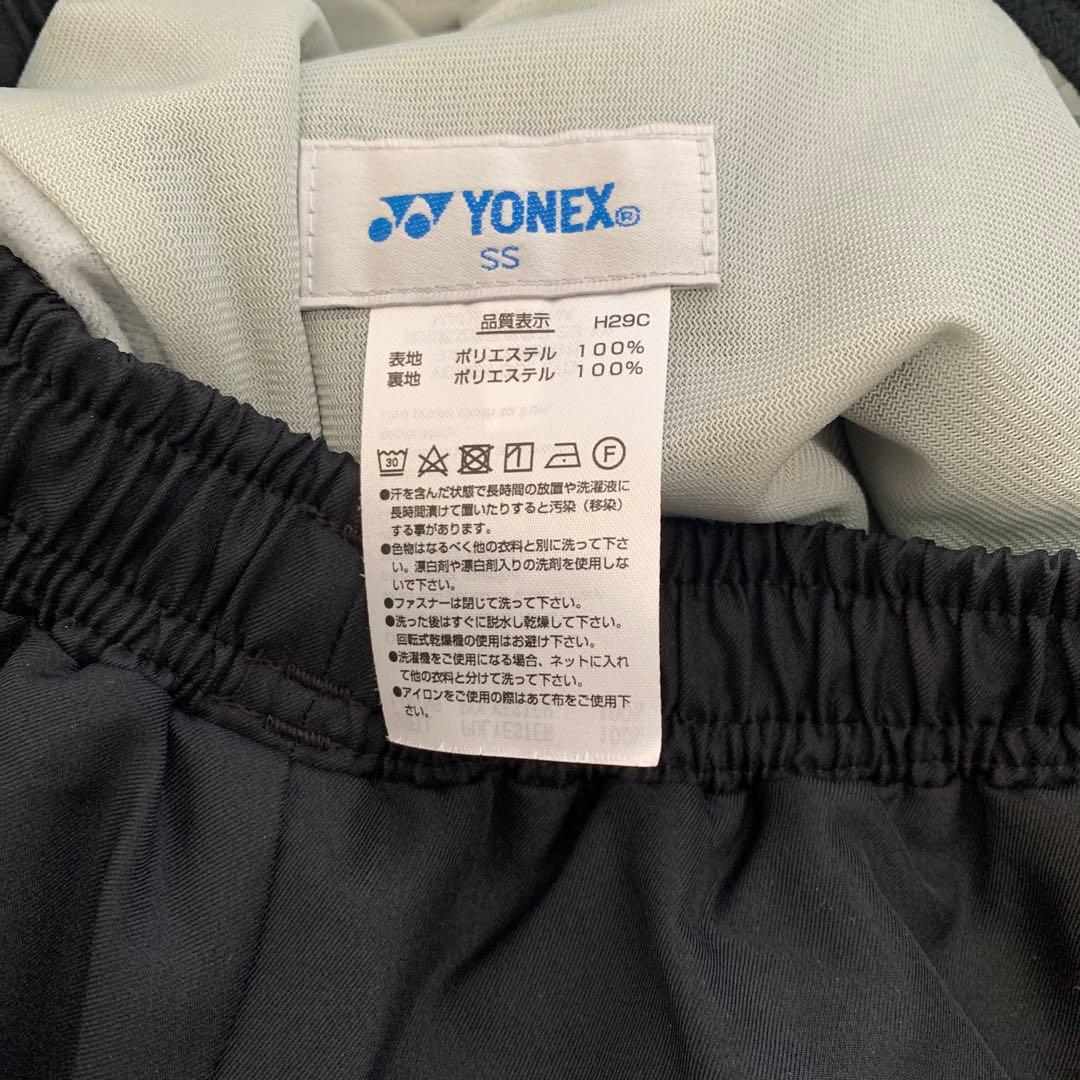 YONEX®
SS
品質表示 H29C
表地 ポリエステル 100%
裏地 ポリエステル 100%
30 F
●汗を含んだ状態で長時間の放置や洗濯液に
長時間漬けて置いたりすると汚染（移染）
する事があります。
●色物はなるべく他の衣料と別に洗って下さ
い。漂白剤や漂白剤入りの洗剤を使用しな
いで下さい。
●ファスナーは閉じて洗って下さい。
●洗った後はすぐに脱水し乾燥して下さい。
回転式乾燥機の使用はお避け下さい。
●洗濯機をご使用になる場合、ネットに入れ
て他の衣料と分けて洗って下さい。
●アイロンをご使用の際はあて布をご使用下
さい。
POLYESTER 100%